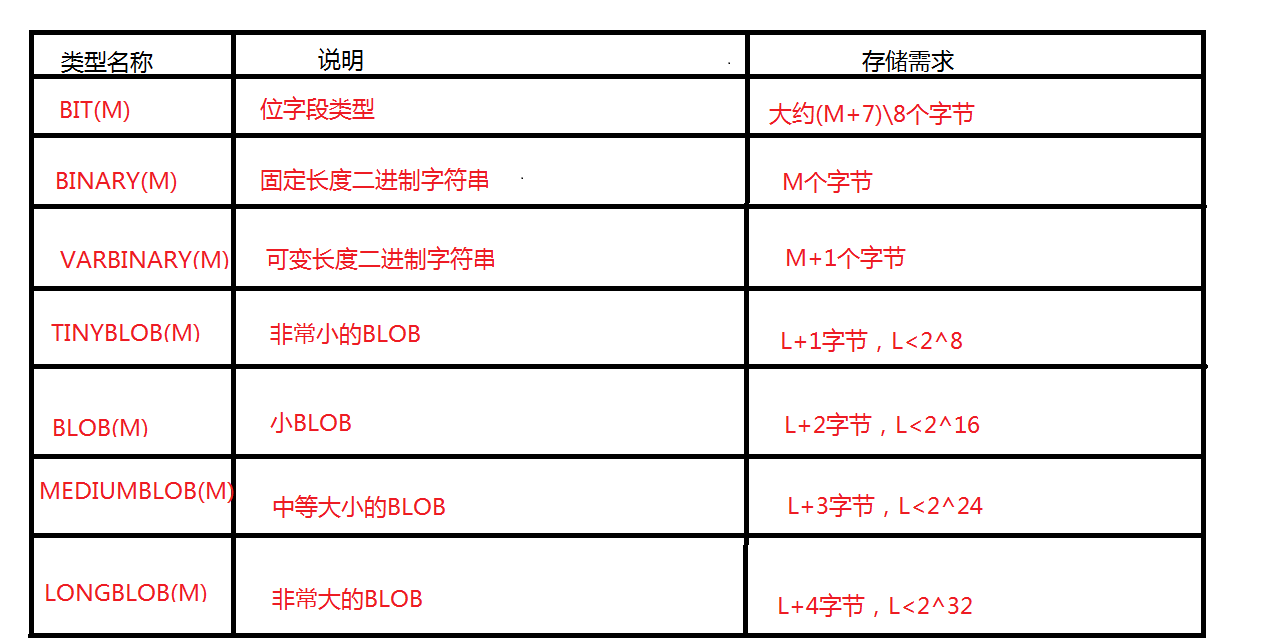 类型名称 说明 存储需求
BIT(M) 位字段类型 大约(M+7)\8个字节
BINARY(M) 固定长度二进制字符串 M个字节
VARBINARY(M) 可变长度二进制字符串 M+1个字节
TINYBLOB(M) 非常小的BLOB L+1字节，L<2^8
BLOB(M) 小BLOB L+2字节，L<2^16
MEDIUMBLOB(M) 中等大小的BLOB L+3字节，L<2^24
LONGBLOB(M) 非常大的BLOB L+4字节，L<2^32